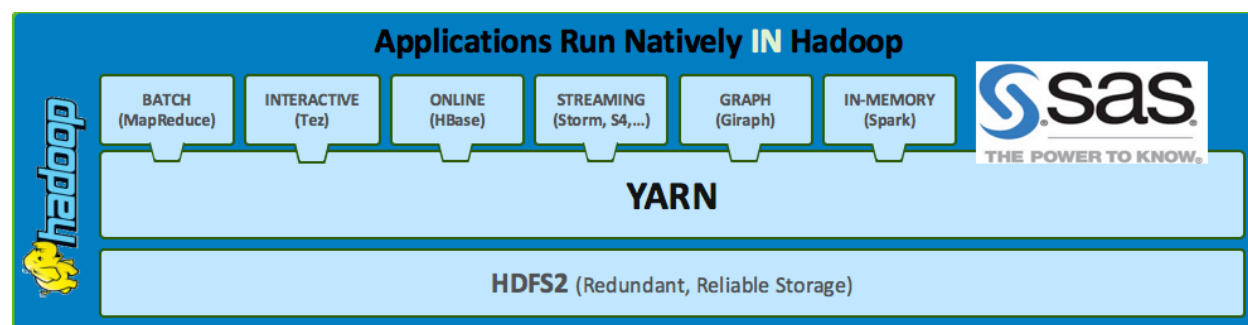 Applications Run Natively IN Hadoop
hadoop
BATCH
(MapReduce)
INTERACTIVE
(Tez)
ONLINE
(HBase)
STREAMING
(Storm, S4,...)
GRAPH
(Giraph)
IN-MEMORY
(Spark)
sas
THE POWER TO KNOW®
YARN
HDFS2 (Redundant, Reliable Storage)